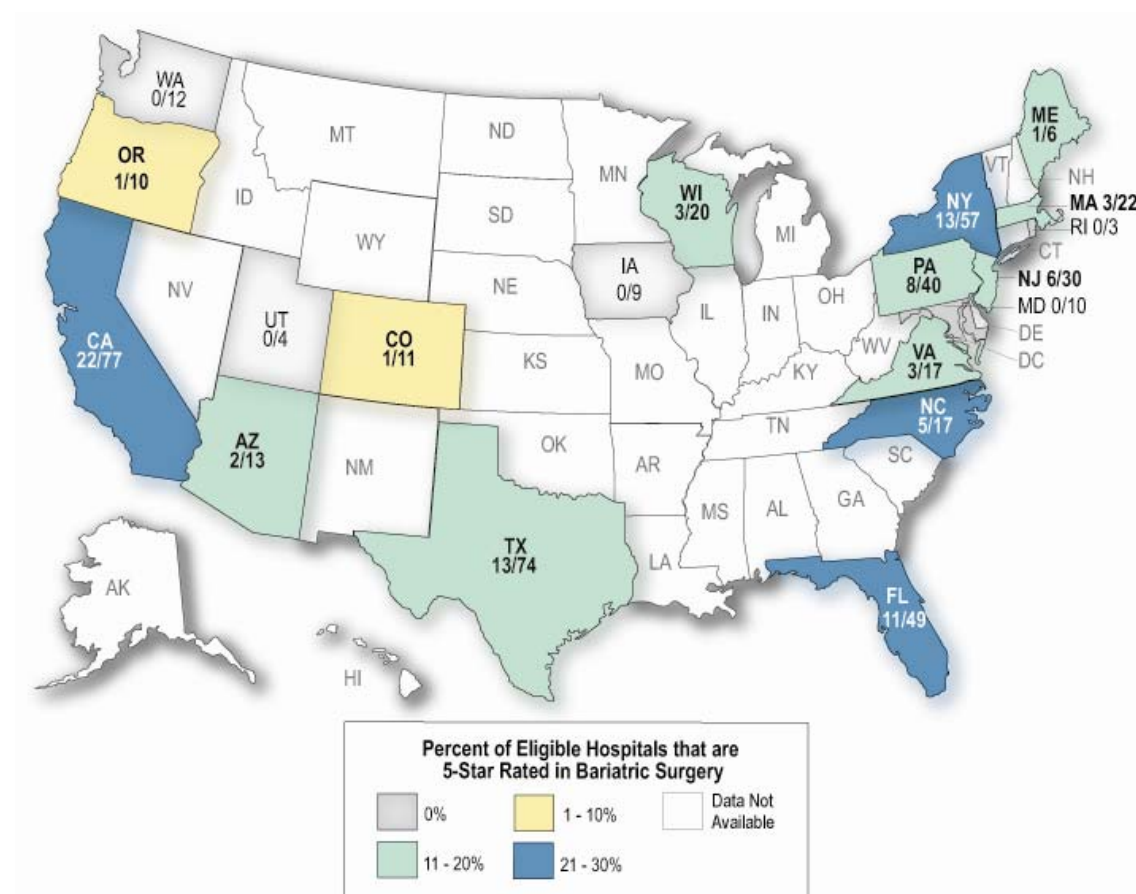 WA
0/12
OR
1/10
CA
22/77
NV
ID
MT
WY
UT
0/4
CO
1/11
AZ
2/13
NM
ND
SD
NE
KS
OK
TX
13/74
MN
IA
0/9
MO
AR
LA
WI
3/20
IL
MI
IN
OH
KY
TN
MS
AL
GA
SC
NC
5/17
VA
3/17
WV
FL
11/49
PA
8/40
NY
13/57
VT
ME
1/6
NH
MA 3/22
RI 0/3
CT
NJ 6/30
MD 0/10
DE
DC
AK
HI
Percent of Eligible Hospitals that are
5-Star Rated in Bariatric Surgery
0%
1 - 10%
Data Not
Available
11 - 20%
21 - 30%